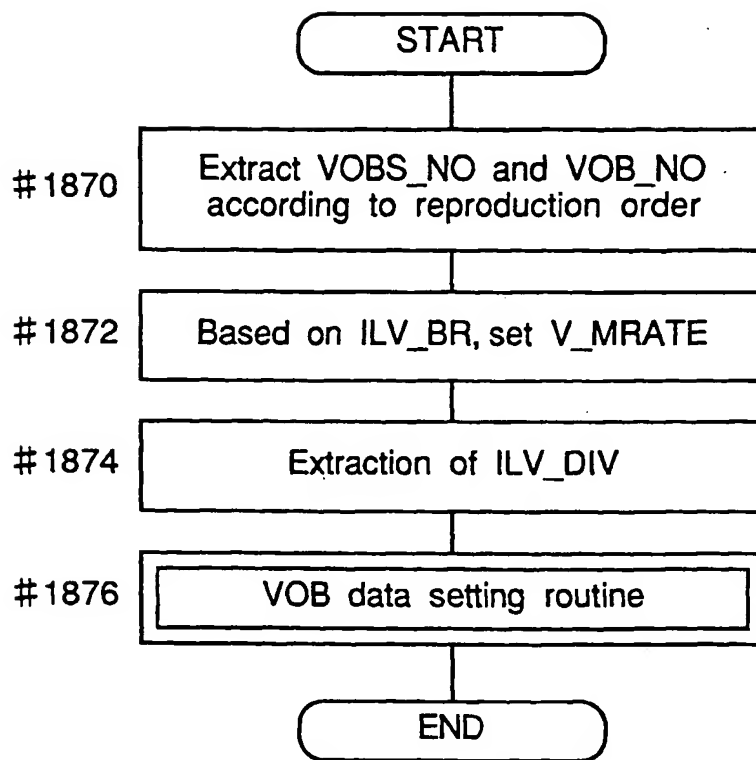 START
#1870
Extract VOBS_NO and VOB_NO
according to reproduction order
#1872
Based on ILV_BR, set V_MRATE
#1874
Extraction of ILV_DIV
#1876
VOB data setting routine
END